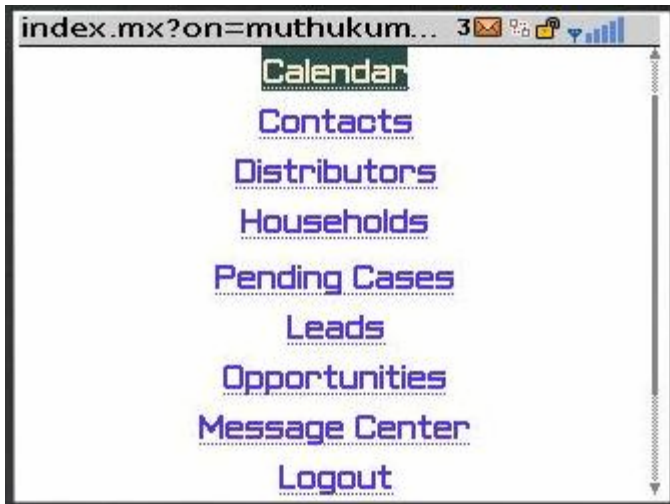 index.mx?on=muthukum... 3
Calendar
Contacts
Distributors
Households
Pending Cases
Leads
Opportunities
Message Center
Logout